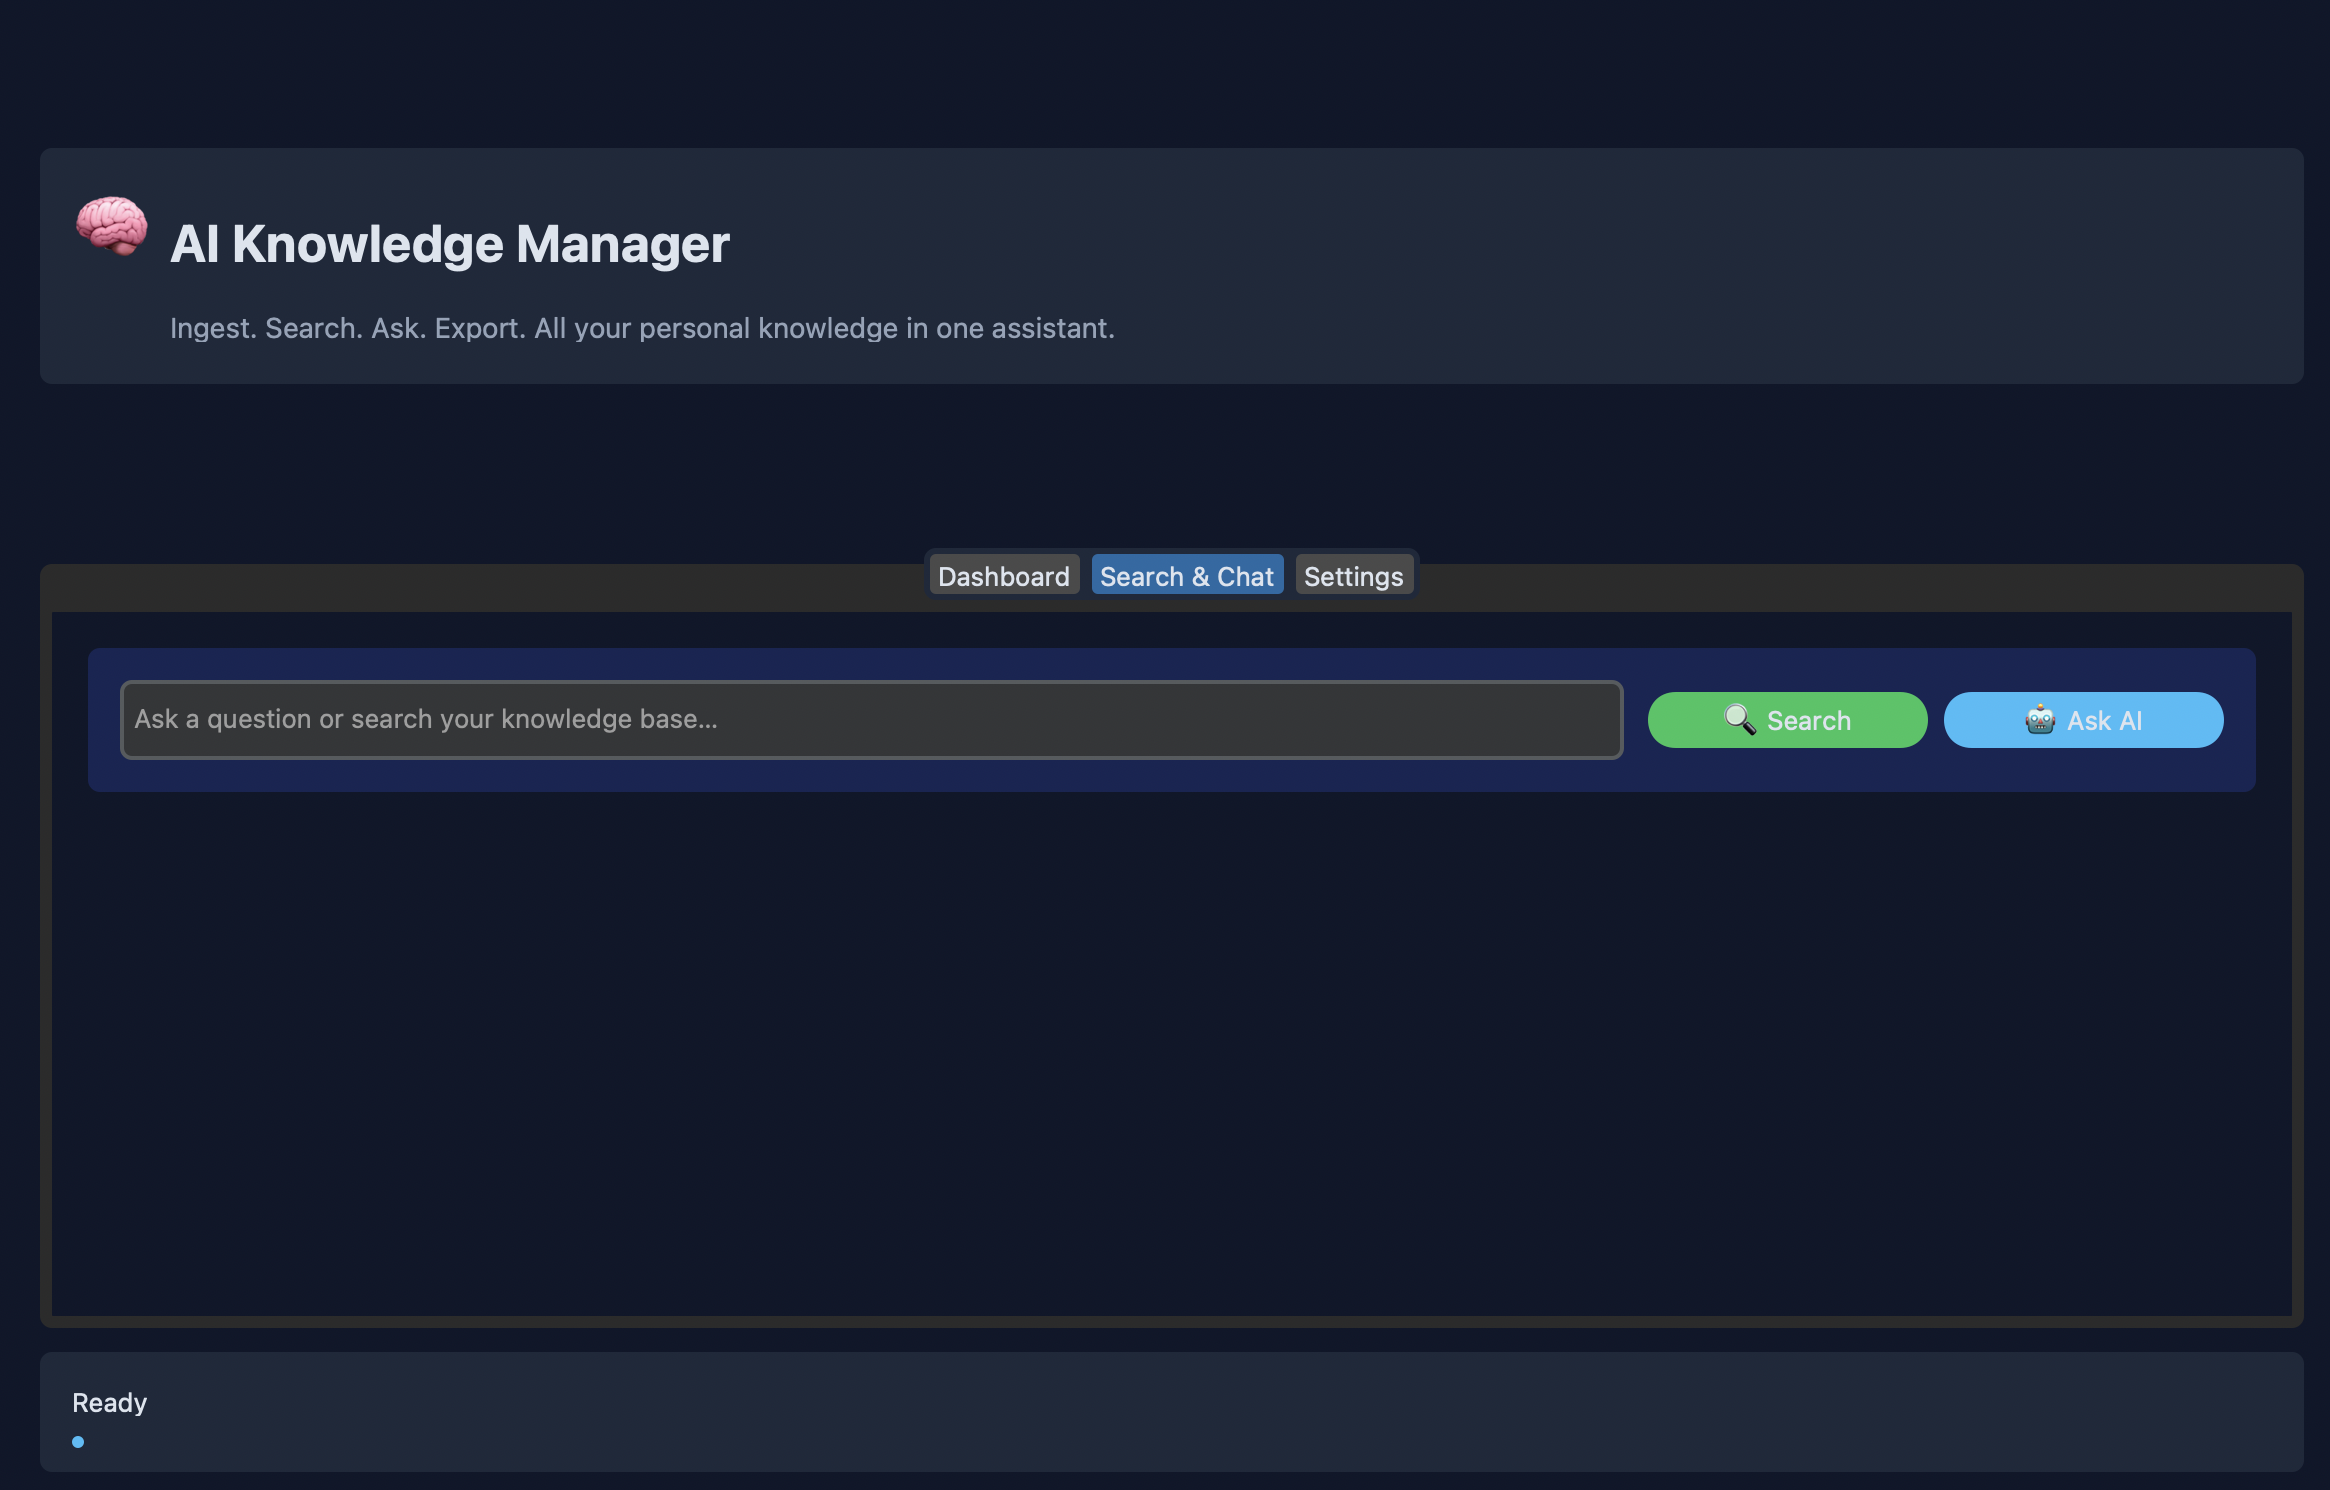 AI Knowledge Manager
Ingest. Search. Ask. Export. All your personal knowledge in one assistant.
Dashboard Search & Chat Settings
Ask a question or search your knowledge base... Search Ask AI
Ready